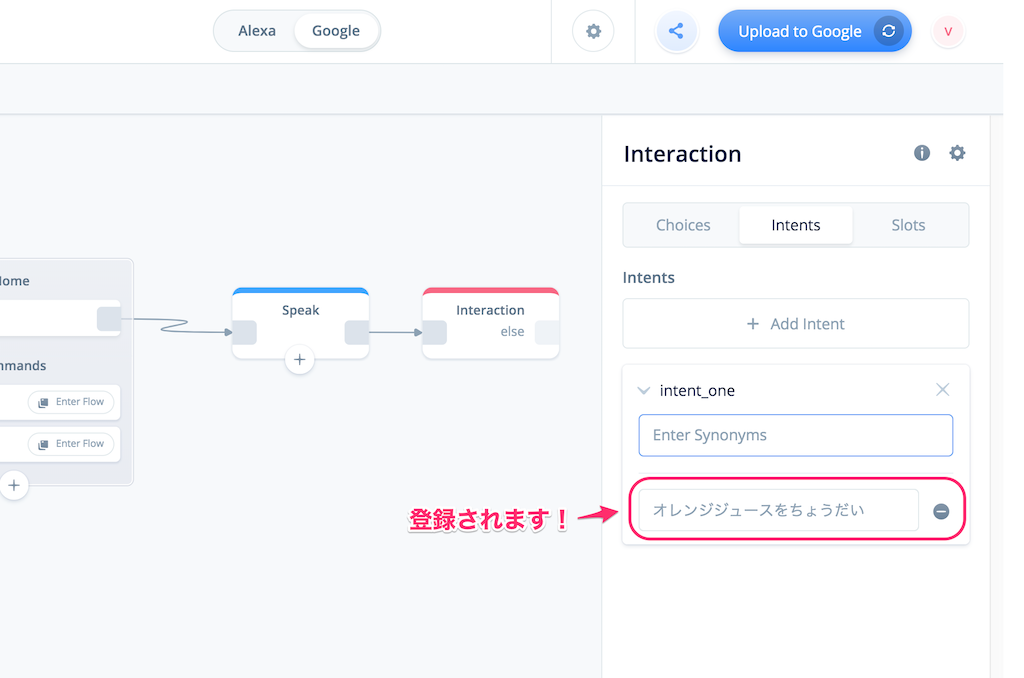 Alexa
Google
Upload to Google
V
Interaction
Choices
Intents
Slots
Intents
+ Add Intent
intent_one
Enter Synonyms
オレンジジュースをちょうだい
登録されます！
Home
Speak
Interaction
else
mmands
Enter Flow
Enter Flow